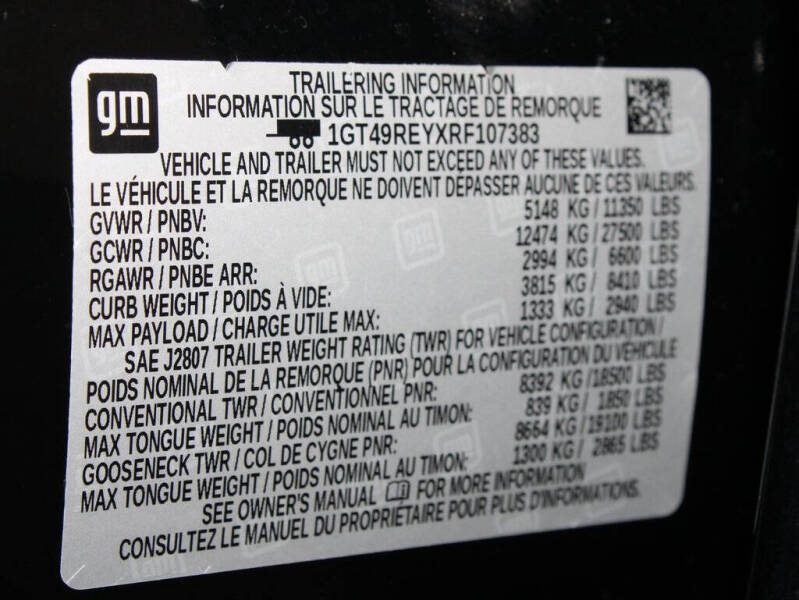 gm
TRAILERING INFORMATION
INFORMATION SUR LE TRACTAGE DE REMORQUE
1GT49REYXRF107383
VEHICLE AND TRAILER MUST NOT EXCEED ANY OF THESE VALUES.
LE VÉHICULE ET LA REMORQUE NE DOIVENT DÉPASSER AUCUNE DE CES VALEURS.
GVWR / PNBV: 5148 KG / 11350 LBS
GCWR / PNBC: 12474 KG / 27500 LBS
RGAWR / PNBE ARR: 2994 KG / 6600 LBS
CURB WEIGHT / POIDS À VIDE: 3815 KG / 8410 LBS
MAX PAYLOAD / CHARGE UTILE MAX: 1333 KG / 2940 LBS
SAE J2807 TRAILER WEIGHT RATING (TWR) FOR VEHICLE CONFIGURATION /
POIDS NOMINAL DE LA REMORQUE (PNR) POUR LA CONFIGURATION DU VÉHICULE
CONVENTIONAL TWR / CONVENTIONNEL PNR: 8392 KG / 18500 LBS
MAX TONGUE WEIGHT / POIDS NOMINAL AU TIMON: 839 KG / 1850 LBS
GOOSENECK TWR / COL DE CYGNE PNR: 8664 KG / 19100 LBS
MAX TONGUE WEIGHT / POIDS NOMINAL AU TIMON: 1300 KG / 2865 LBS
SEE OWNER'S MANUAL FOR MORE INFORMATION
CONSULTEZ LE MANUEL DU PROPRIÉTAIRE POUR PLUS D'INFORMATIONS.